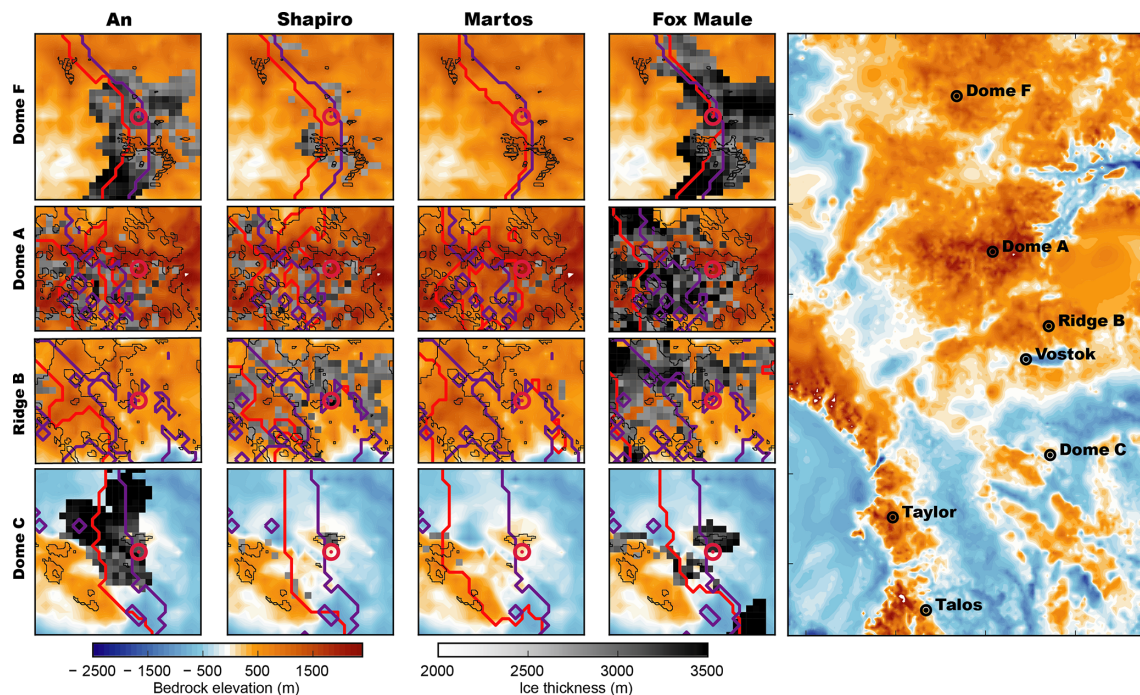 An Shapiro Martos Fox Maule
Dome F
Dome A
Ridge B
Dome C
Dome F
Dome A
Ridge B
Vostok
Dome C
Taylor
Talos
− 2500 − 1500 − 500 500 1500
Bedrock elevation (m)
2000 2500 3000 3500
Ice thickness (m)